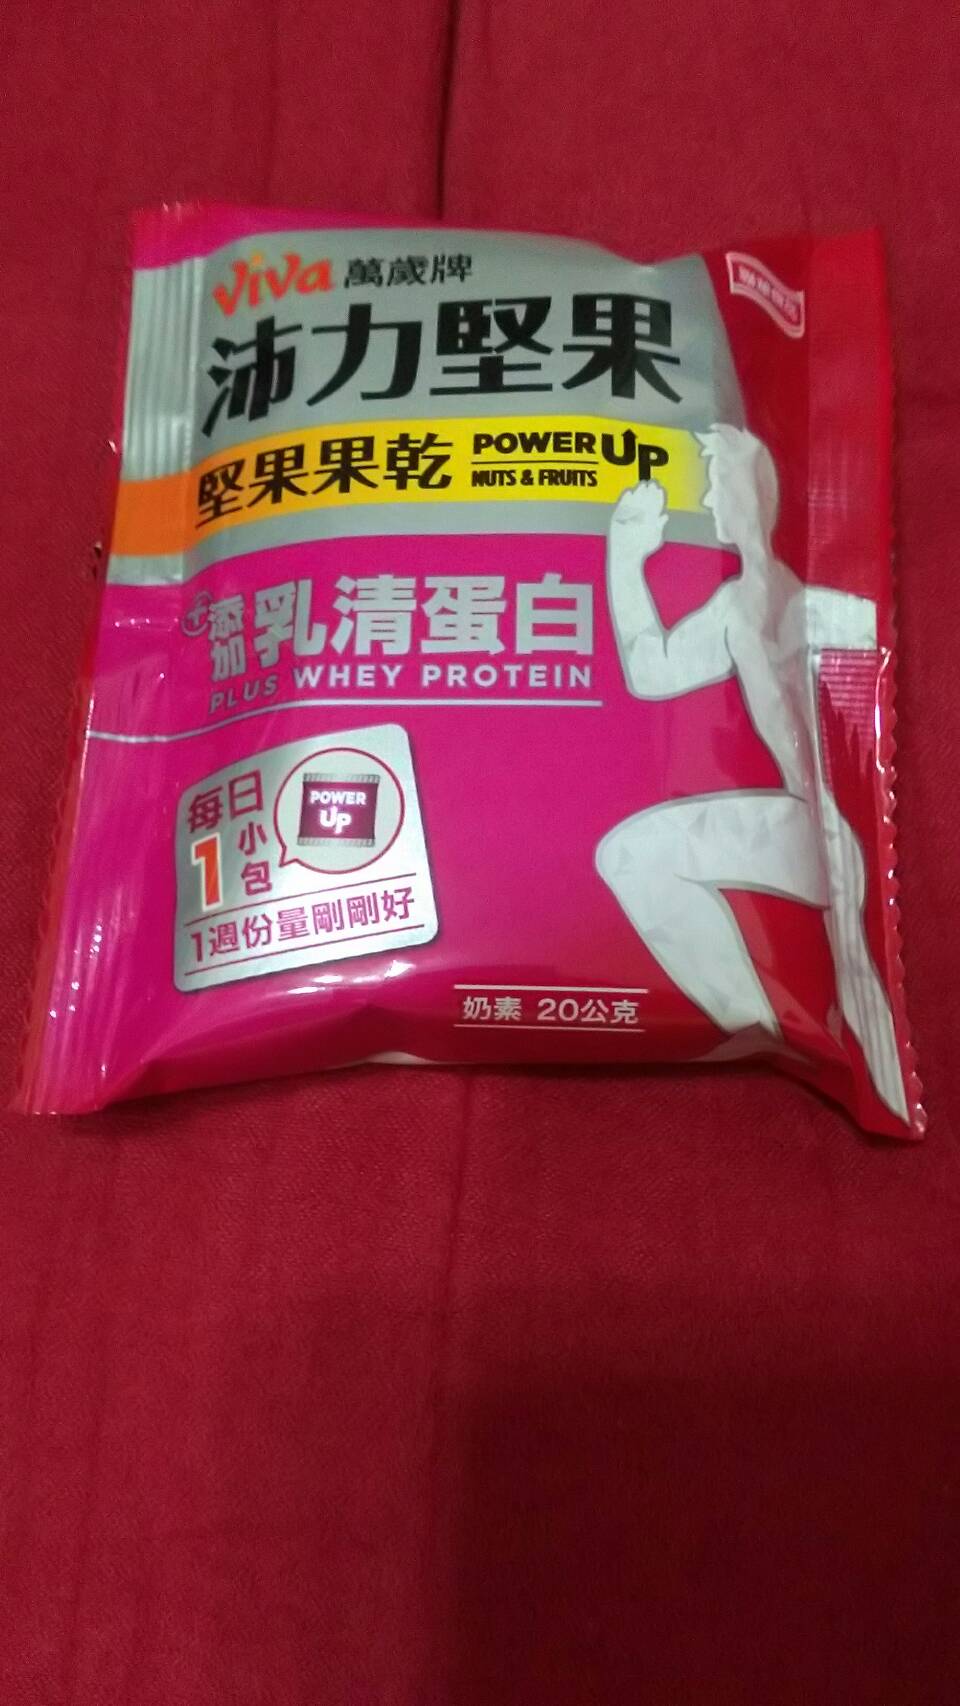 viva 萬歲牌
沛力堅果
堅果果乾 POWER UP
NUTS & FRUITS
+添加 乳清蛋白
PLUS WHEY PROTEIN
每日
1小包
POWER
UP
1週份量剛剛好
奶素 20公克